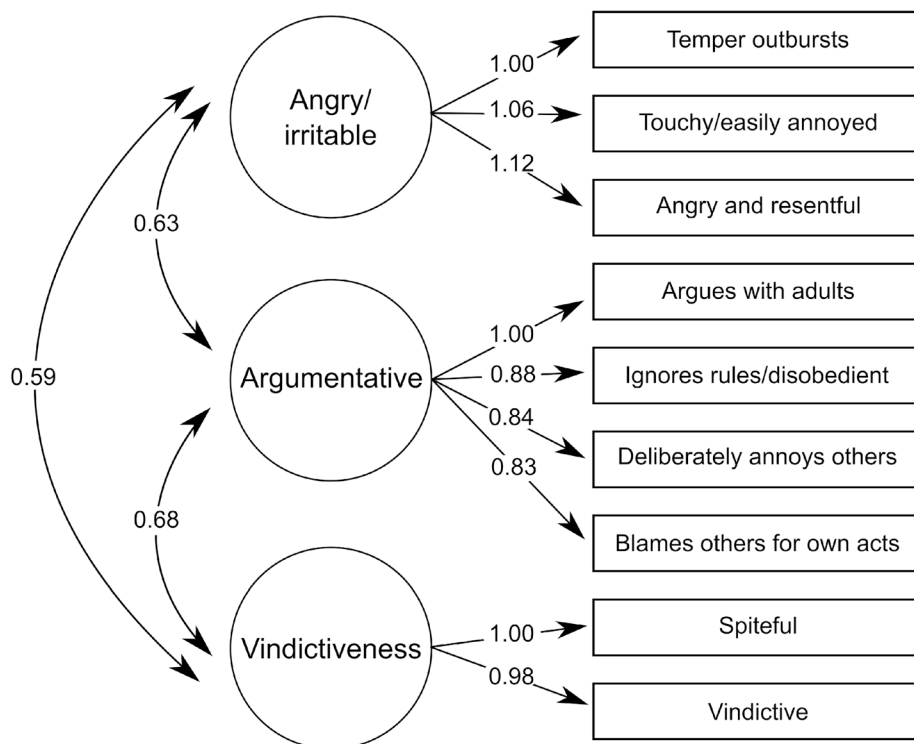 Temper outbursts
1.00
Angry/
irritable
1.06
Touchy/easily annoyed
1.12
Angry and resentful
0.63
Argues with adults
1.00
0.59
Argumentative
0.88
Ignores rules/disobedient
0.84
Deliberately annoys others
0.83
0.68
Blames others for own acts
Vindictiveness
1.00
Spiteful
0.98
Vindictive